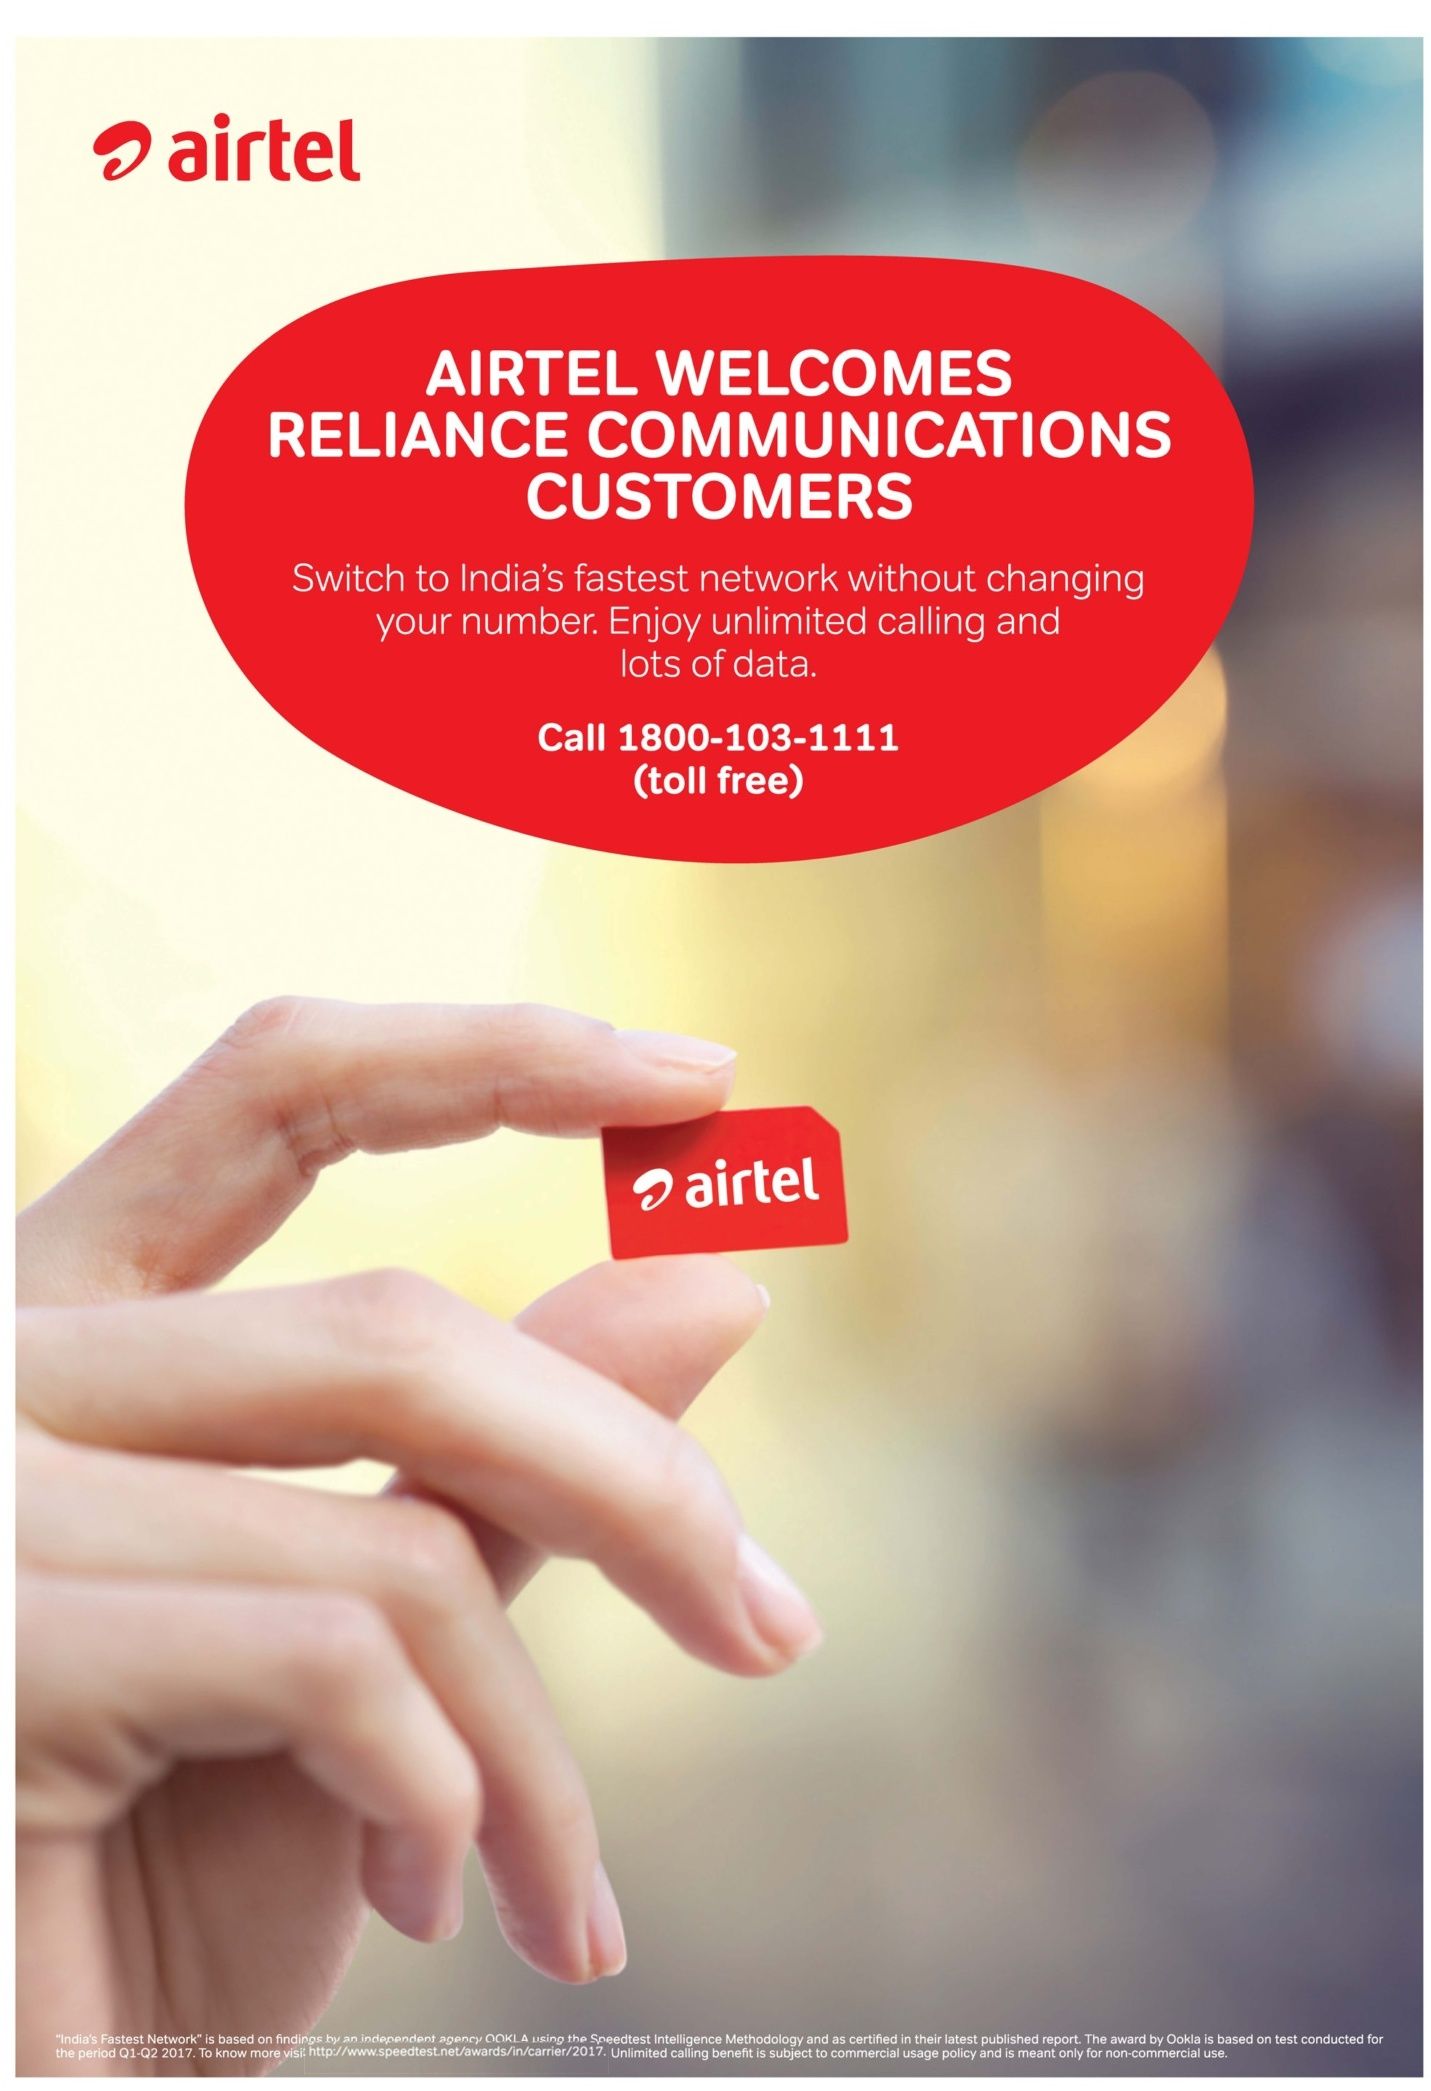 airtel
AIRTEL WELCOMES
RELIANCE COMMUNICATIONS
CUSTOMERS
Switch to India's fastest network without changing
your number. Enjoy unlimited calling and
lots of data.
Call 1800-103-1111
(toll free)
airtel
"India's Fastest Network" is based on findings by an independent agency OOKLA using the Speedtest Intelligence Methodology and as certified in their latest published report. The award by Ookla is based on test conducted for
the period Q1-Q2 2017. To know more visit http://www.speedtest.net/awards/in/carrier/2017. Unlimited calling benefit is subject to commercial usage policy and is meant only for non-commercial use.